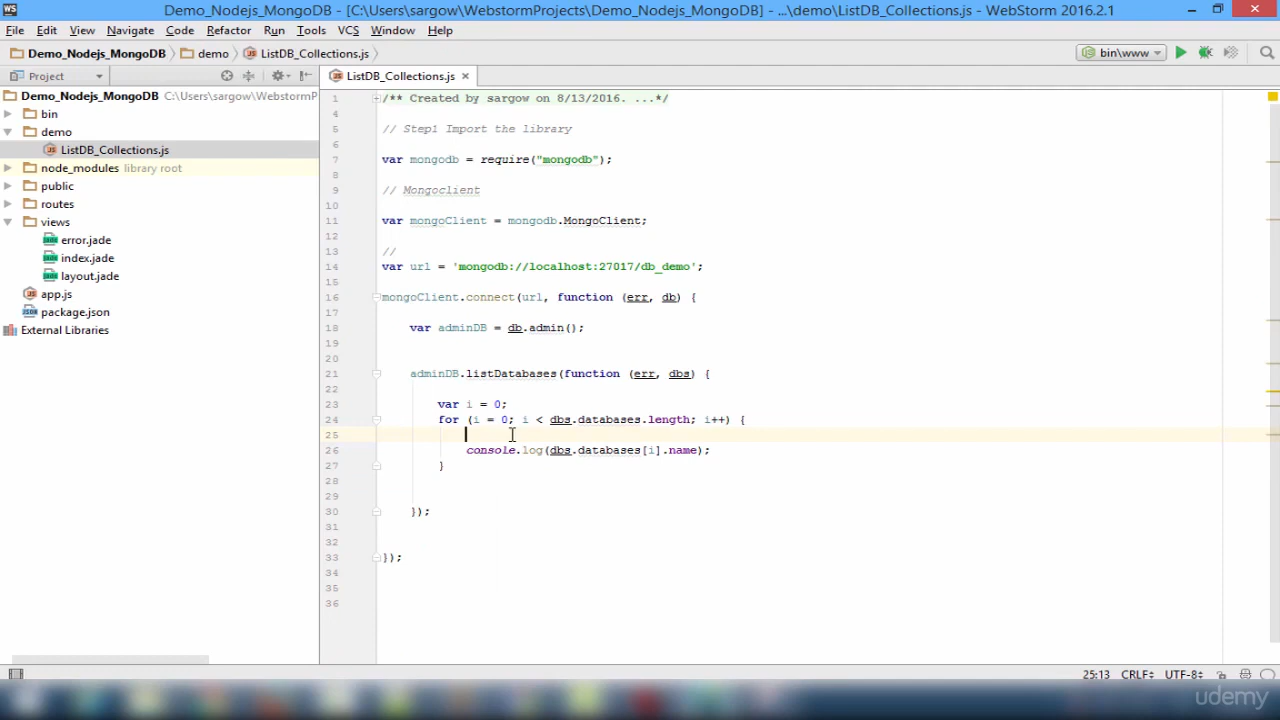 WS
Demo_Nodejs_MongoDB - [C:\Users\sargow\WebstormProjects\Demo_Nodejs_MongoDB] - ...\demo\ListDB_Collections.js - WebStorm 2016.2.1
File Edit View Navigate Code Refactor Run Tools VCS Window Help
Demo_Nodejs_MongoDB demo ListDB_Collections.js bin\www
Project ListDB_Collections.js
Demo_Nodejs_MongoDB C:\Users\sargow\WebstormP
bin
demo
ListDB_Collections.js
node_modules library root
public
routes
views
error.jade
index.jade
layout.jade
app.js
package.json
External Libraries
1 /** Created by sargow on 8/13/2016. ...*/
4
5 // Step1 Import the library
6
7 var mongodb = require("mongodb");
8
9 // Mongoclient
10
11 var mongoClient = mongodb.MongoClient;
12
13 //
14 var url = 'mongodb://localhost:27017/db_demo';
15
16 mongoClient.connect(url, function (err, db) {
17
18 var adminDB = db.admin();
19
20
21 adminDB.listDatabases(function (err, dbs) {
22
23 var i = 0;
24 for (i = 0; i < dbs.databases.length; i++) {
25
26 console.log(dbs.databases[i].name);
27 }
28
29
30 });
31
32
33 });
34
35
36
25:13 CRLF UTF-8
udemy